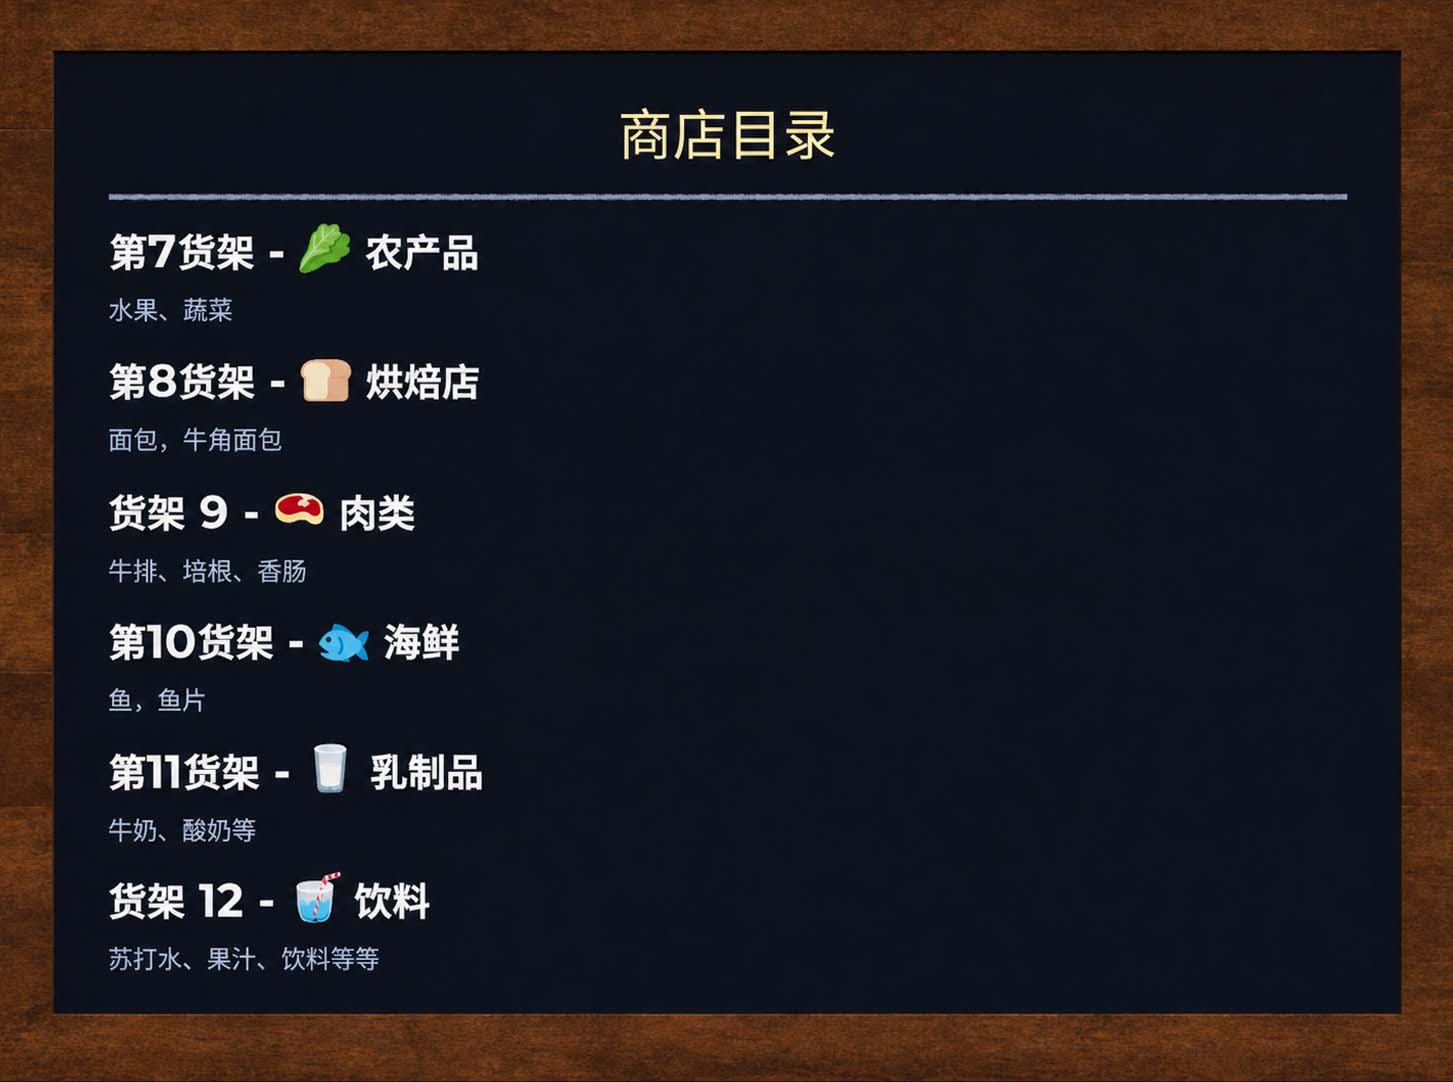 商店目录
第7货架 - 🥬 农产品
水果、蔬菜
第8货架 - 🍞 烘焙店
面包，牛角面包
货架 9 - 🥩 肉类
牛排、培根、香肠
第10货架 - 🐟 海鲜
鱼，鱼片
第11货架 - 🥛 乳制品
牛奶、酸奶等
货架 12 - 🥤 饮料
苏打水、果汁、饮料等等